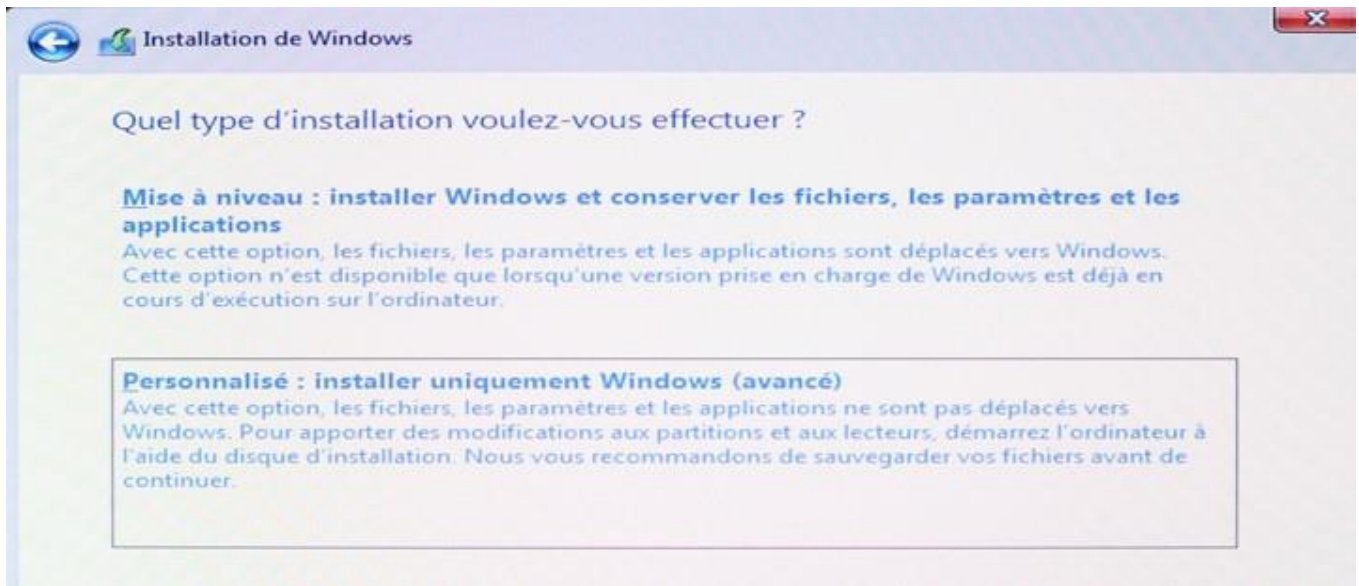 Installation de Windows
Quel type d'installation voulez-vous effectuer ?
Mise à niveau : installer Windows et conserver les fichiers, les paramètres et les
applications
Avec cette option, les fichiers, les paramètres et les applications sont déplacés vers Windows.
Cette option n'est disponible que lorsqu'une version prise en charge de Windows est déjà en
cours d'exécution sur l'ordinateur.
Personnalisé : installer uniquement Windows (avancé)
Avec cette option, les fichiers, les paramètres et les applications ne sont pas déplacés vers
Windows. Pour apporter des modifications aux partitions et aux lecteurs, démarrez l'ordinateur à
l'aide du disque d'installation. Nous vous recommandons de sauvegarder vos fichiers avant de
continuer.